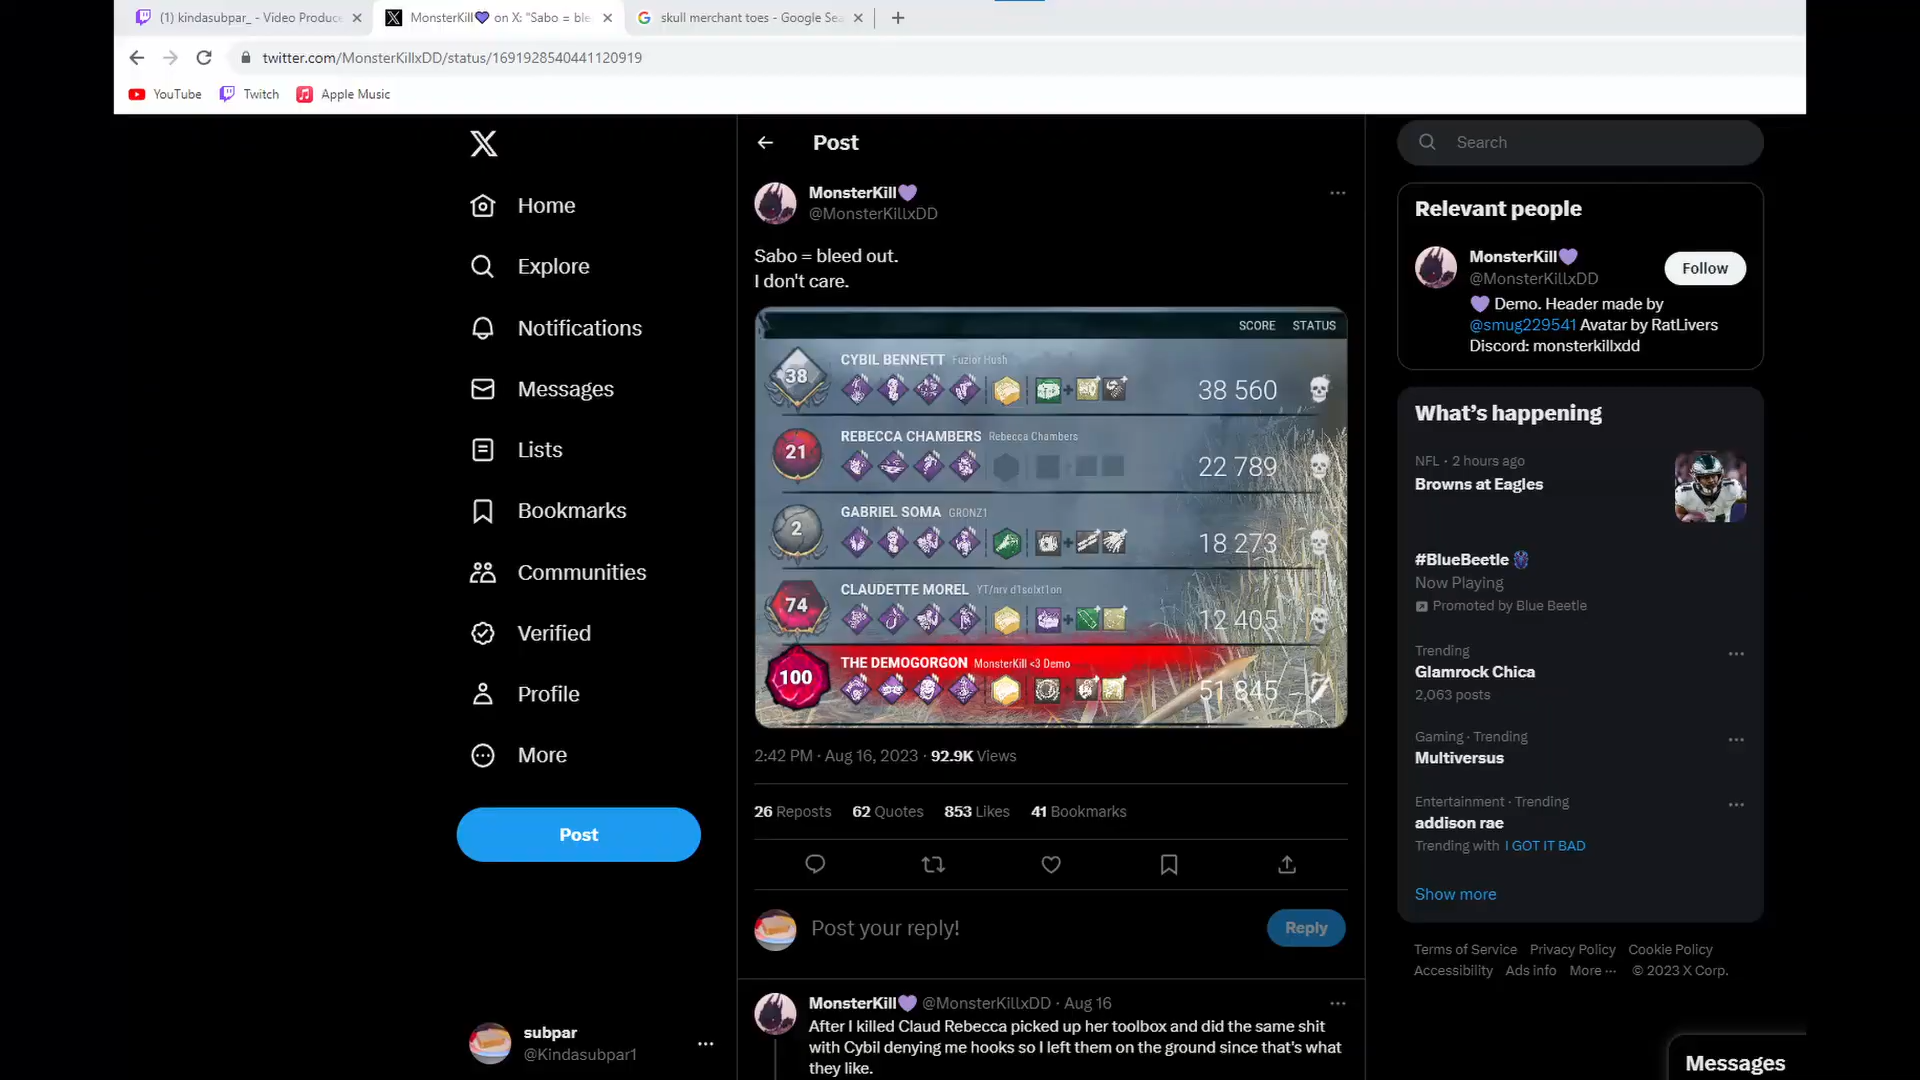 (1) kindasubpar_ - Video Produce
MonsterKill💜 on X: "Sabo = ble
skull merchant toes - Google Sea
twitter.com/MonsterKillxDD/status/1691928540441120919
YouTube
Twitch
Apple Music
Home
Explore
Notifications
Messages
Lists
Bookmarks
Communities
Verified
Profile
More
Post
subpar
@Kindasubpar1
Post
MonsterKill💜
@MonsterKillxDD
Sabo = bleed out.
I don't care.
SCORE STATUS
38 CYBIL BENNETT Fuzior Hush
38 560
21 REBECCA CHAMBERS Rebecca Chambers
22 789
2 GABRIEL SOMA GRONZ1
18 273
74 CLAUDETTE MOREL
12 405
100 THE DEMOGORGON MonsterKill <3 Demo
51 845
2:42 PM · Aug 16, 2023 · 92.9K Views
26 Reposts 62 Quotes 853 Likes 41 Bookmarks
Post your reply!
Reply
MonsterKill💜 @MonsterKillxDD · Aug 16
After I killed Claud Rebecca picked up her toolbox and did the same shit
with Cybil denying me hooks so I left them on the ground since that's what
they like.
Search
Relevant people
MonsterKill💜
@MonsterKillxDD
Follow
💜 Demo. Header made by
@smug229541 Avatar by RatLivers
Discord: monsterkillxdd
What's happening
NFL · 2 hours ago
Browns at Eagles
#BlueBeetle
Now Playing
Promoted by Blue Beetle
Trending
Glamrock Chica
2,063 posts
Gaming · Trending
Multiversus
Entertainment · Trending
addison rae
Trending with I GOT IT BAD
Show more
Terms of Service Privacy Policy Cookie Policy
Accessibility Ads info More ··· © 2023 X Corp.
Messages